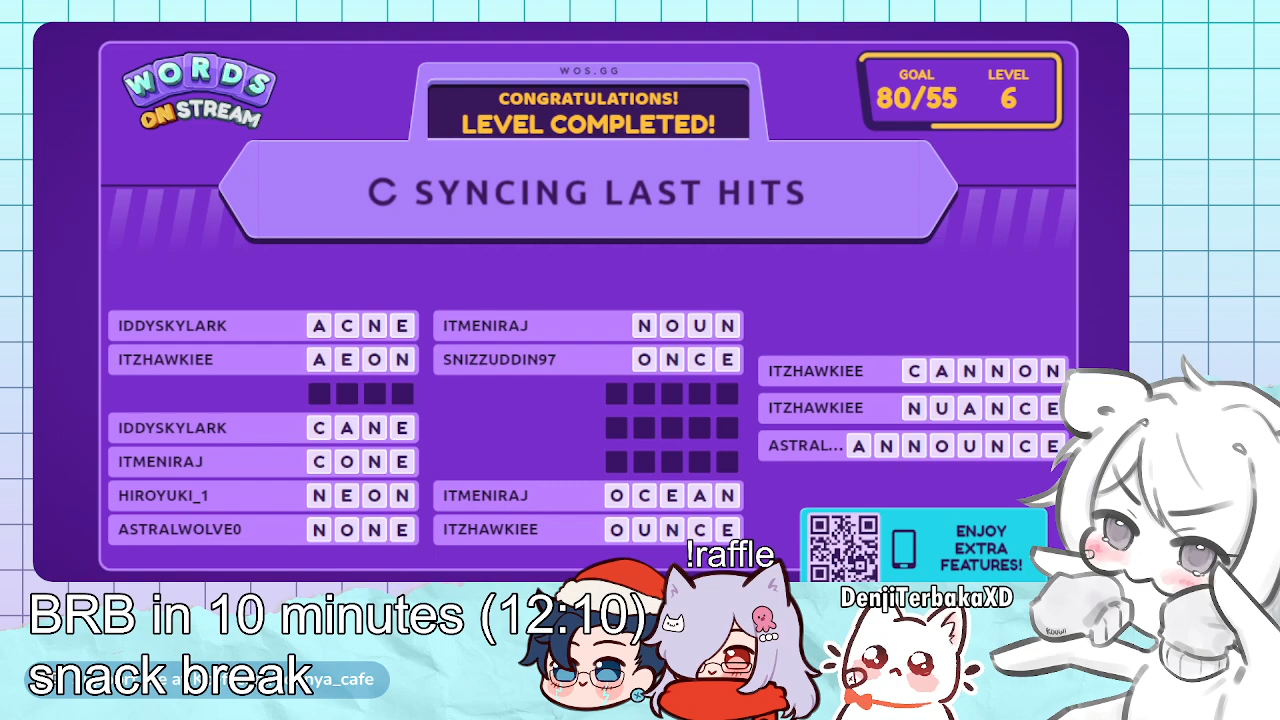 WORDS
ON STREAM
WOS.GG
CONGRATULATIONS!
LEVEL COMPLETED!
GOAL
80/55
LEVEL
6
SYNCING LAST HITS
IDDYSKYLARK ACNE
ITZHAWKIEE AEON
IDDYSKYLARK CANE
ITMENIRAJ CONE
HIROYUKI_1 NEON
ASTRALWOLVE0 NONE
ITMENIRAJ NOUN
SNIZZUDDIN97 ONCE
ITMENIRAJ OCEAN
ITZHAWKIEE OUNCE
ITZHAWKIEE CANNON
ITZHAWKIEE NUANCE
ASTRAL... ANNOUNCE
ENJOY
EXTRA
FEATURES!
!raffle
DenjiTerbakaXD
BRB in 10 minutes (12:10)
snack break